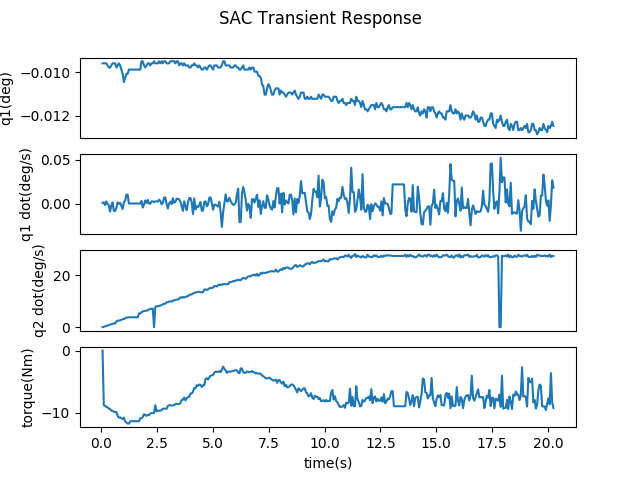 SAC Transient Response
q1(deg)
−0.010
−0.012
q1 dot(deg/s)
0.05
0.00
q2 dot(deg/s)
20
0
torque(Nm)
0
−10
0.0 2.5 5.0 7.5 10.0 12.5 15.0 17.5 20.0
time(s)